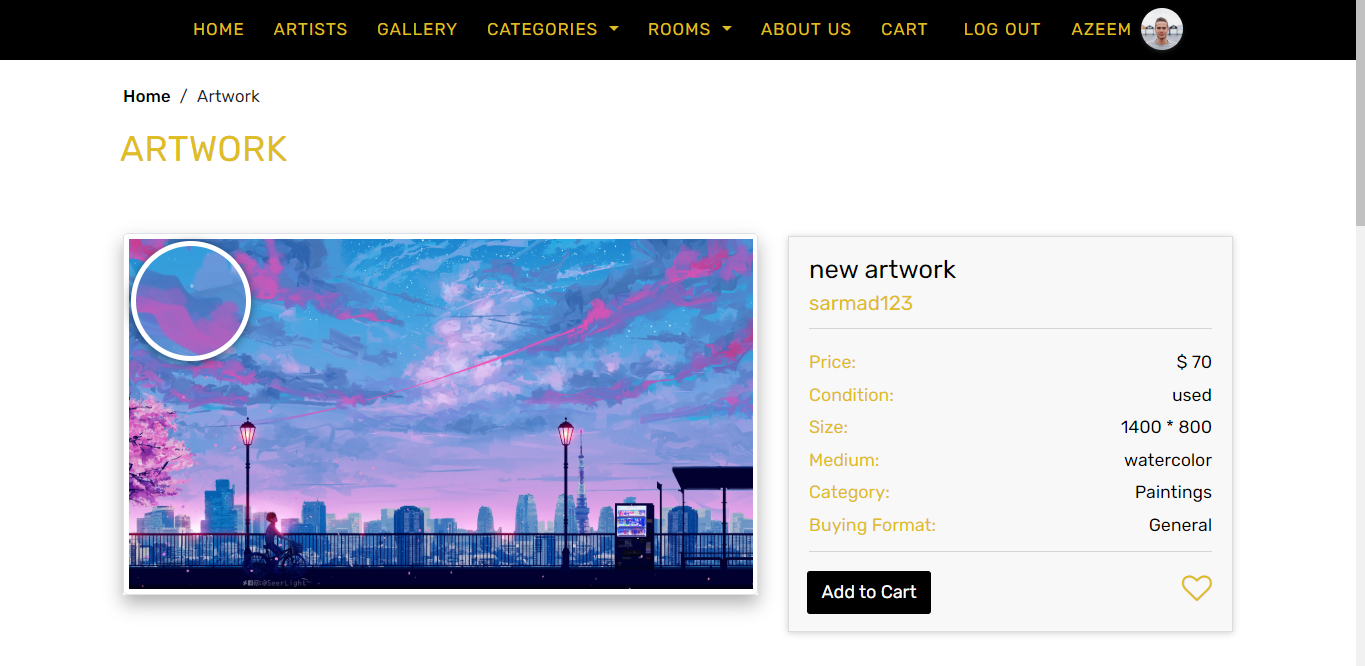 HOME ARTISTS GALLERY CATEGORIES ROOMS ABOUT US CART LOG OUT AZEEM
Home / Artwork
ARTWORK
new artwork
sarmad123
Price: $ 70
Condition: used
Size: 1400 * 800
Medium: watercolor
Category: Paintings
Buying Format: General
Add to Cart
@SeerLight